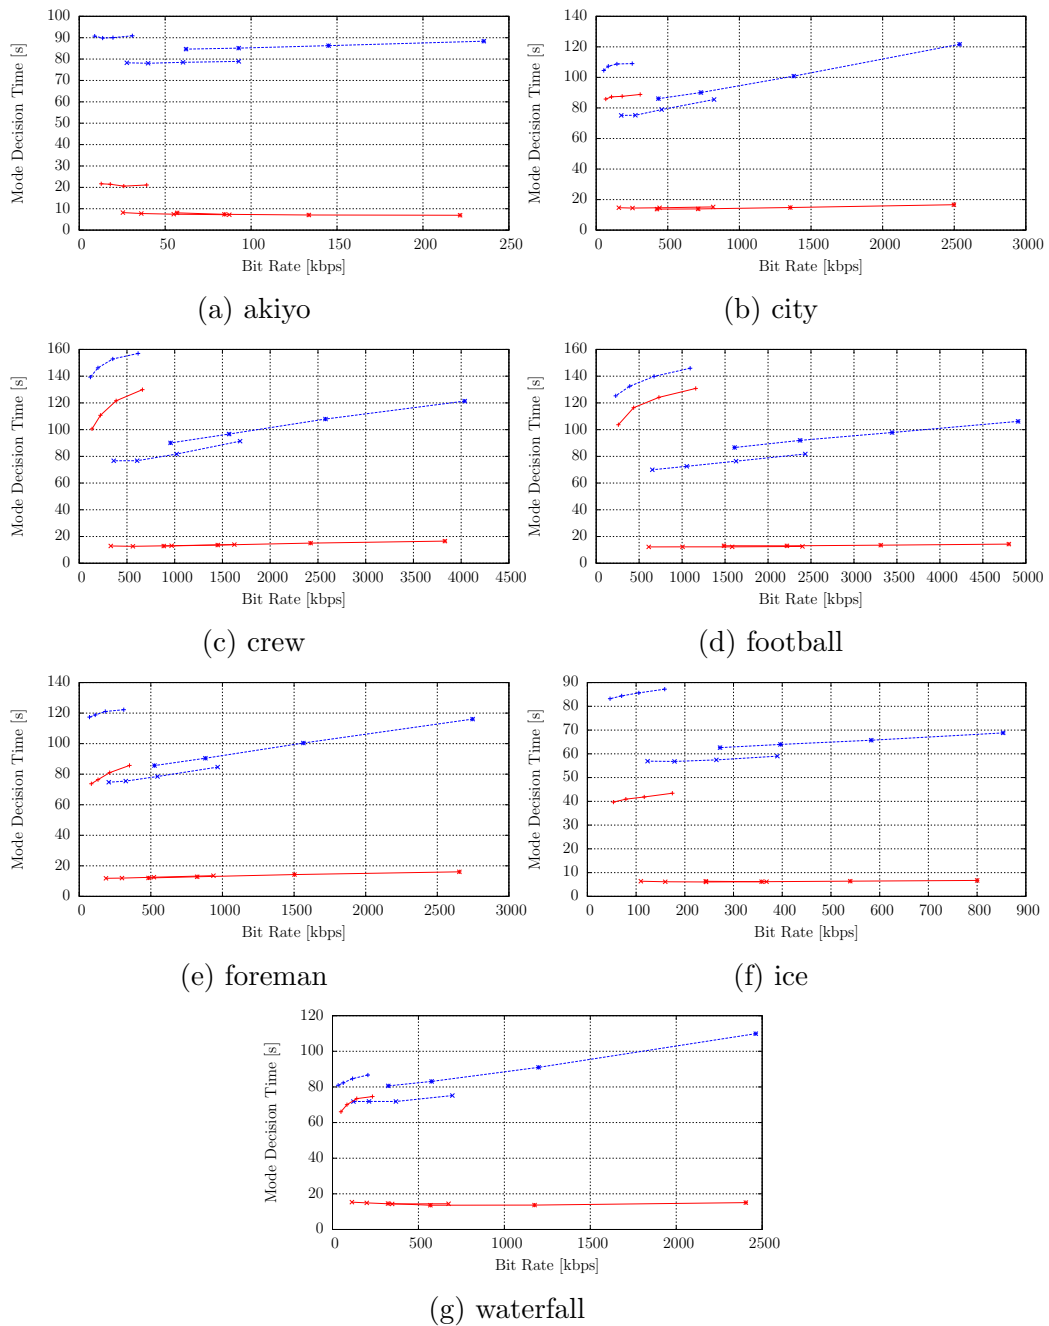 100
90
80
70
60
50
40
30
20
10
0
0 50 100 150 200 250
Mode Decision Time [s]
Bit Rate [kbps]
(a) akiyo
140
120
100
80
60
40
20
0
0 500 1000 1500 2000 2500 3000
Mode Decision Time [s]
Bit Rate [kbps]
(b) city
160
140
120
100
80
60
40
20
0
0 500 1000 1500 2000 2500 3000 3500 4000 4500
Mode Decision Time [s]
Bit Rate [kbps]
(c) crew
160
140
120
100
80
60
40
20
0
0 500 1000 1500 2000 2500 3000 3500 4000 4500 5000
Mode Decision Time [s]
Bit Rate [kbps]
(d) football
140
120
100
80
60
40
20
0
0 500 1000 1500 2000 2500 3000
Mode Decision Time [s]
Bit Rate [kbps]
(e) foreman
90
80
70
60
50
40
30
20
10
0
0 100 200 300 400 500 600 700 800 900
Mode Decision Time [s]
Bit Rate [kbps]
(f) ice
120
100
80
60
40
20
0
0 500 1000 1500 2000 2500
Mode Decision Time [s]
Bit Rate [kbps]
(g) waterfall